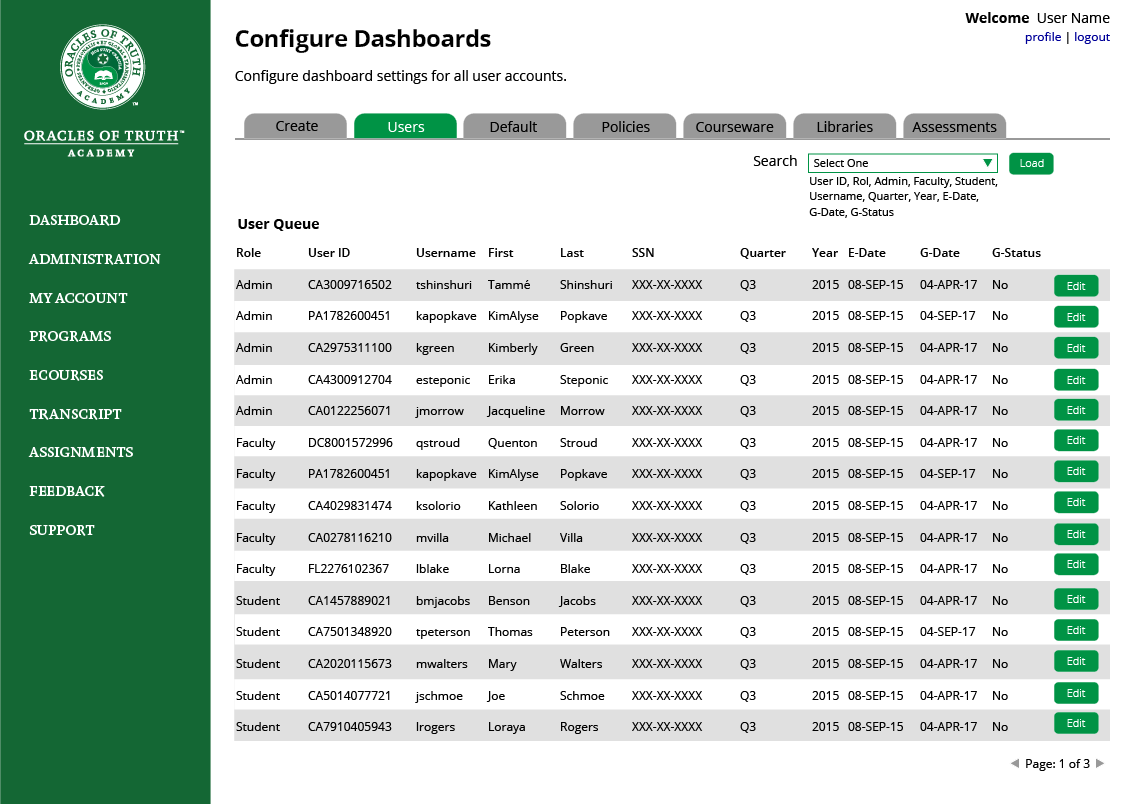 Welcome User Name
profile | logout
ORACLES OF TRUTH
ACADEMY
ORACLES OF TRUTH™
ACADEMY
DASHBOARD
ADMINISTRATION
MY ACCOUNT
PROGRAMS
ECOURSES
TRANSCRIPT
ASSIGNMENTS
FEEDBACK
SUPPORT
Configure Dashboards
Configure dashboard settings for all user accounts.
Create Users Default Policies Courseware Libraries Assessments
Search Select One Load
User ID, Rol, Admin, Faculty, Student,
Username, Quarter, Year, E-Date,
G-Date, G-Status
User Queue
Role User ID Username First Last SSN Quarter Year E-Date G-Date G-Status
Admin CA3009716502 tshinshuri Tammé Shinshuri XXX-XX-XXXX Q3 2015 08-SEP-15 04-APR-17 No Edit
Admin PA1782600451 kapopkave KimAlyse Popkave XXX-XX-XXXX Q3 2015 08-SEP-15 04-SEP-17 No Edit
Admin CA2975311100 kgreen Kimberly Green XXX-XX-XXXX Q3 2015 08-SEP-15 04-APR-17 No Edit
Admin CA4300912704 esteponic Erika Steponic XXX-XX-XXXX Q3 2015 08-SEP-15 04-APR-17 No Edit
Admin CA0122256071 jmorrow Jacqueline Morrow XXX-XX-XXXX Q3 2015 08-SEP-15 04-APR-17 No Edit
Faculty DC8001572996 qstroud Quenton Stroud XXX-XX-XXXX Q3 2015 08-SEP-15 04-APR-17 No Edit
Faculty PA1782600451 kapopkave KimAlyse Popkave XXX-XX-XXXX Q3 2015 08-SEP-15 04-SEP-17 No Edit
Faculty CA4029831474 ksolorio Kathleen Solorio XXX-XX-XXXX Q3 2015 08-SEP-15 04-APR-17 No Edit
Faculty CA0278116210 mvilla Michael Villa XXX-XX-XXXX Q3 2015 08-SEP-15 04-APR-17 No Edit
Faculty FL2276102367 lblake Lorna Blake XXX-XX-XXXX Q3 2015 08-SEP-15 04-APR-17 No Edit
Student CA1457889021 bmjacobs Benson Jacobs XXX-XX-XXXX Q3 2015 08-SEP-15 04-APR-17 No Edit
Student CA7501348920 tpeterson Thomas Peterson XXX-XX-XXXX Q3 2015 08-SEP-15 04-SEP-17 No Edit
Student CA2020115673 mwalters Mary Walters XXX-XX-XXXX Q3 2015 08-SEP-15 04-APR-17 No Edit
Student CA5014077721 jschmoe Joe Schmoe XXX-XX-XXXX Q3 2015 08-SEP-15 04-APR-17 No Edit
Student CA7910405943 lrogers Loraya Rogers XXX-XX-XXXX Q3 2015 08-SEP-15 04-APR-17 No Edit
Page: 1 of 3